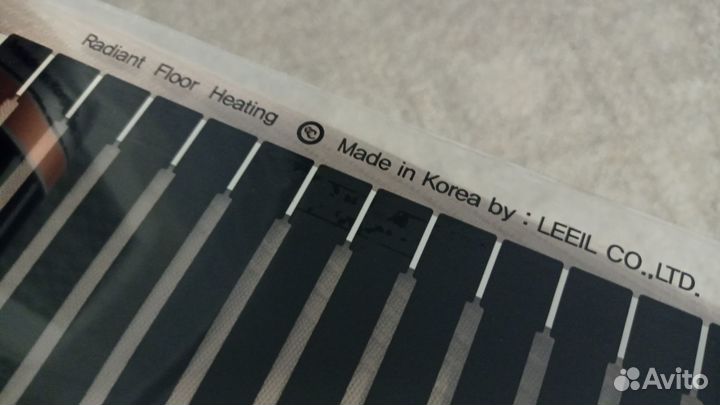 Radiant Floor Heating Made in Korea by : LEEIL CO.,LTD.
Avito